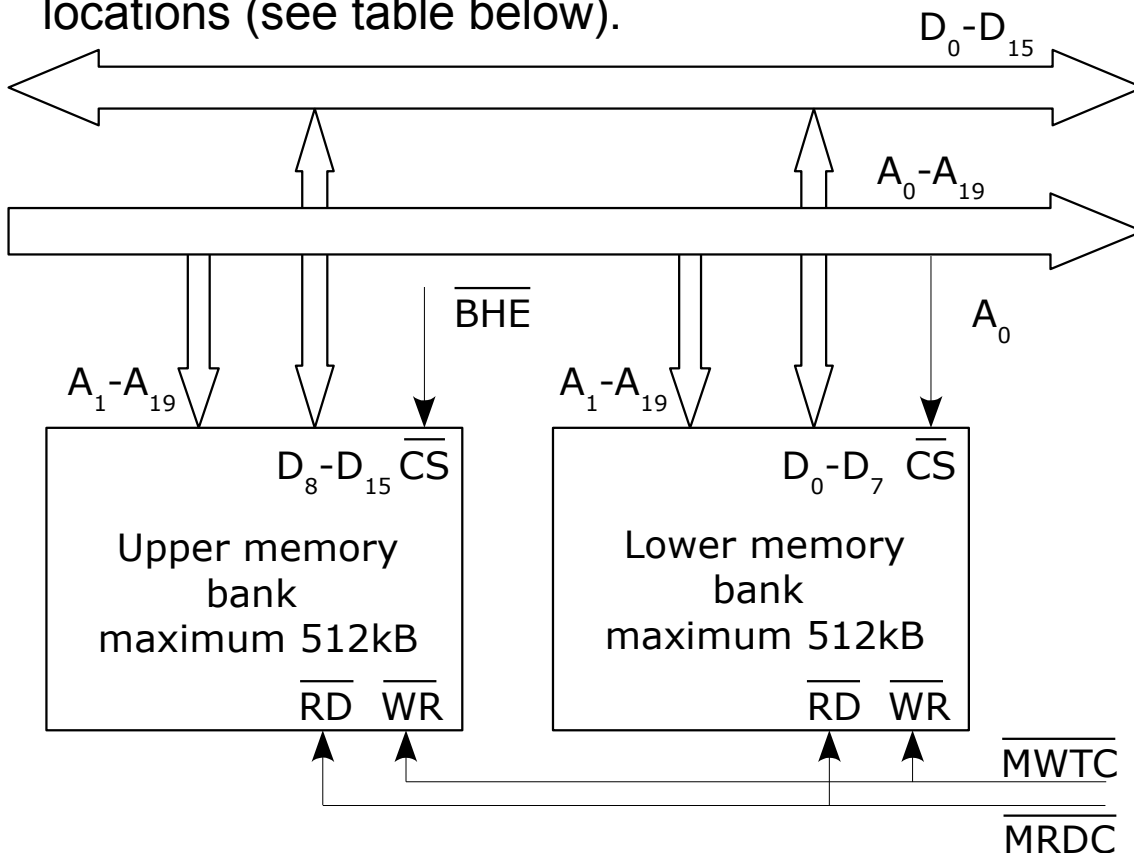 locations (see table below).
D0-D15
A0-A19
BHE
A0
A1-A19
A1-A19
D8-D15 CS
D0-D7 CS
Upper memory
bank
maximum 512kB
Lower memory
bank
maximum 512kB
RD WR
RD WR
MWTC
MRDC